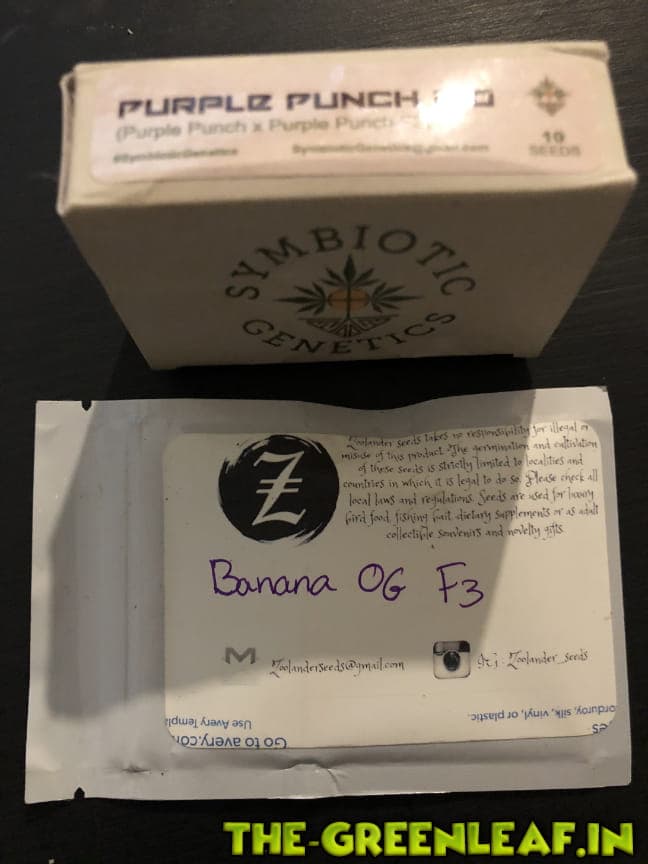 PURPLE PUNCH
(Purple Punch x Purple Punch
#SymbioticGenetics SymbioticGenetics@gmail.com
10
SEEDS
SYMBIOTIC
GENETICS
Zoolander seeds takes no responsibility for illegal or
misuse of this product. The germination and cultivation
of these seeds is strictly limited to localities and
countries in which it is legal to do so. Please check all
local laws and regulations. Seeds are used for luxury
bird food, fishing bait, dietary supplements or as adult
collectible souvenirs and novelty gifts.
Z
Banana OG F3
Zoolanderseeds@gmail.com
IG: Zoolander_seeds
orduroy, silk, vinyl, or plastic.
Use Avery Templa
Go to avery.com
THE-GREENLEAF.IN